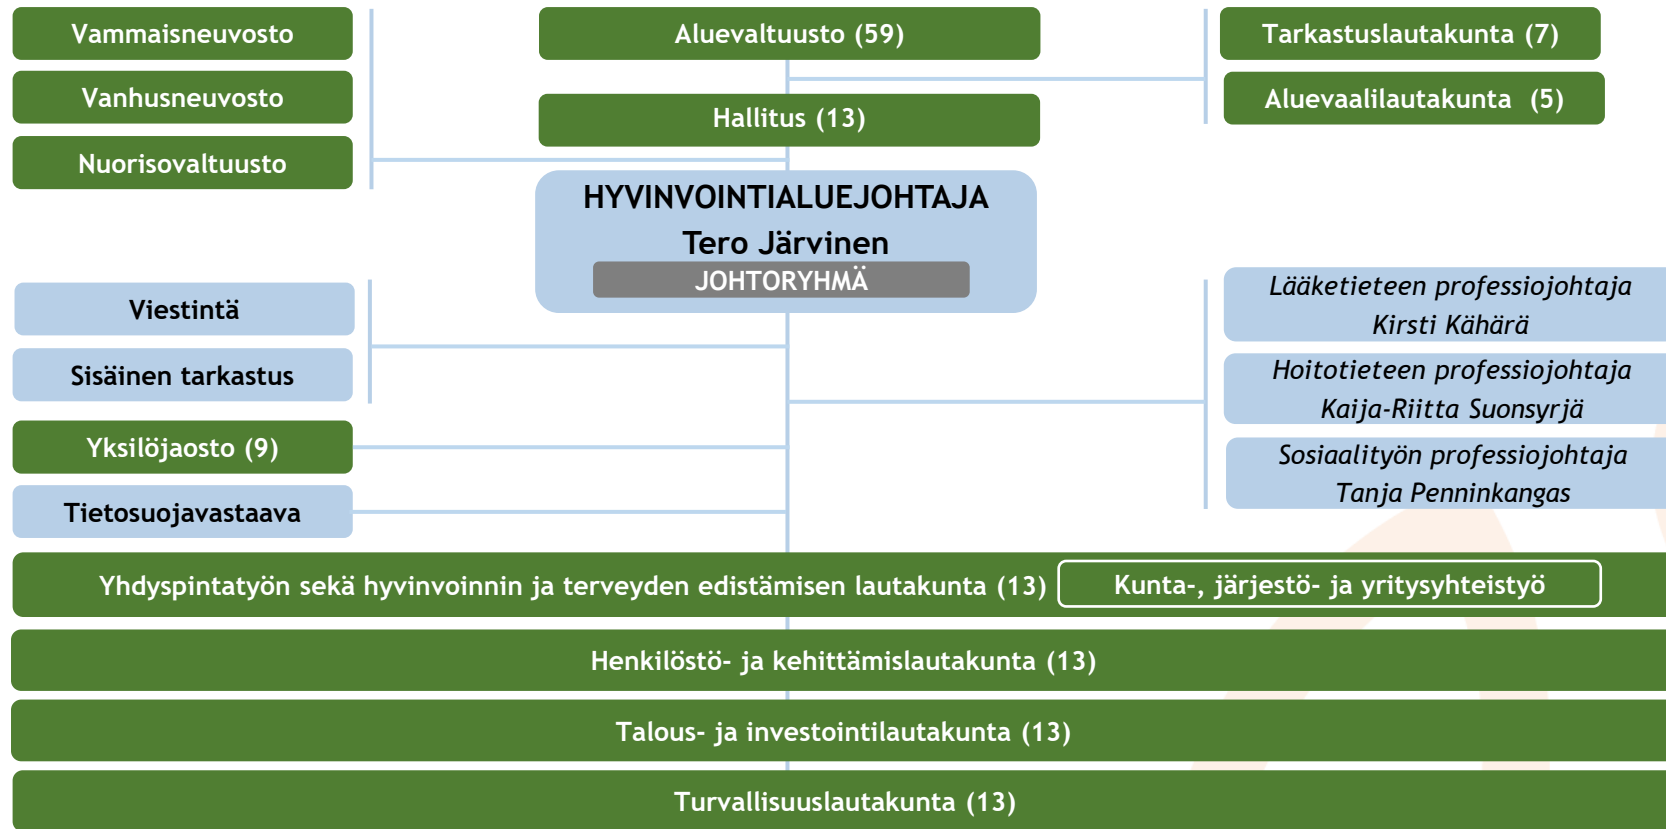 Vammaisneuvosto
Vanhusneuvosto
Nuorisovaltuusto
Aluevaltuusto (59)
Hallitus (13)
Tarkastuslautakunta (7)
Aluevaalilautakunta (5)
HYVINVOINTIALUEJOHTAJA
Tero Järvinen
JOHTORYHMÄ
Viestintä
Sisäinen tarkastus
Yksilöjaosto (9)
Tietosuojavastaava
Lääketieteen professiojohtaja
Kirsti Kähärä
Hoitotieteen professiojohtaja
Kaija-Riitta Suonsyrjä
Sosiaalityön professiojohtaja
Tanja Penninkangas
Yhdyspintatyön sekä hyvinvoinnin ja terveyden edistämisen lautakunta (13)
Kunta-, järjestö- ja yritysyhteistyö
Henkilöstö- ja kehittämislautakunta (13)
Talous- ja investointilautakunta (13)
Turvallisuuslautakunta (13)